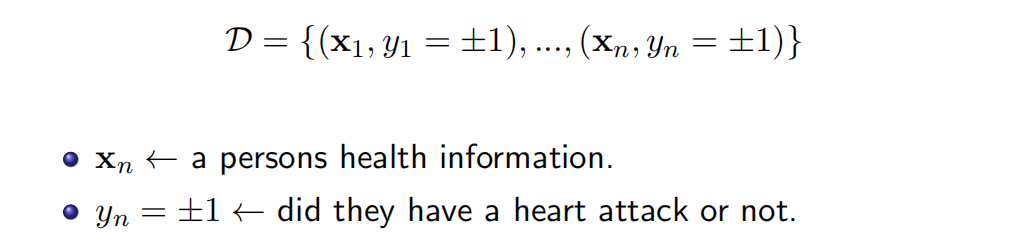 𝒟 = {(𝐱₁, y₁ = ±1), ..., (𝐱ₙ, yₙ = ±1)}
𝐱ₙ ← a persons health information.
yₙ = ±1 ← did they have a heart attack or not.